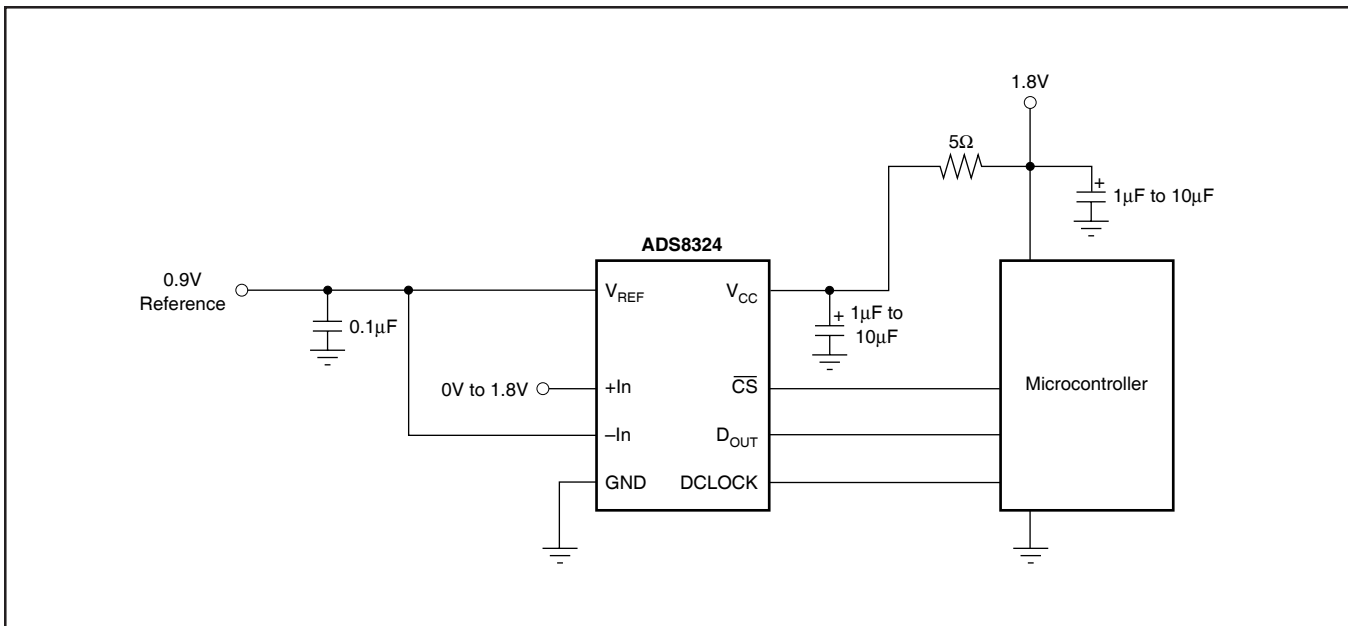 1.8V
5Ω
+
1µF to 10µF
ADS8324
0.9V
Reference
0.1µF
V_REF
V_CC
+
1µF to
10µF
0V to 1.8V
+In
C̅S̅
Microcontroller
–In
D_OUT
GND
DCLOCK